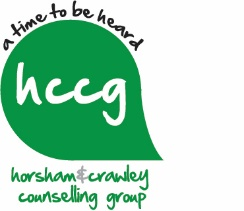 a time to be heard
hccg
horsham&crawley
counselling group